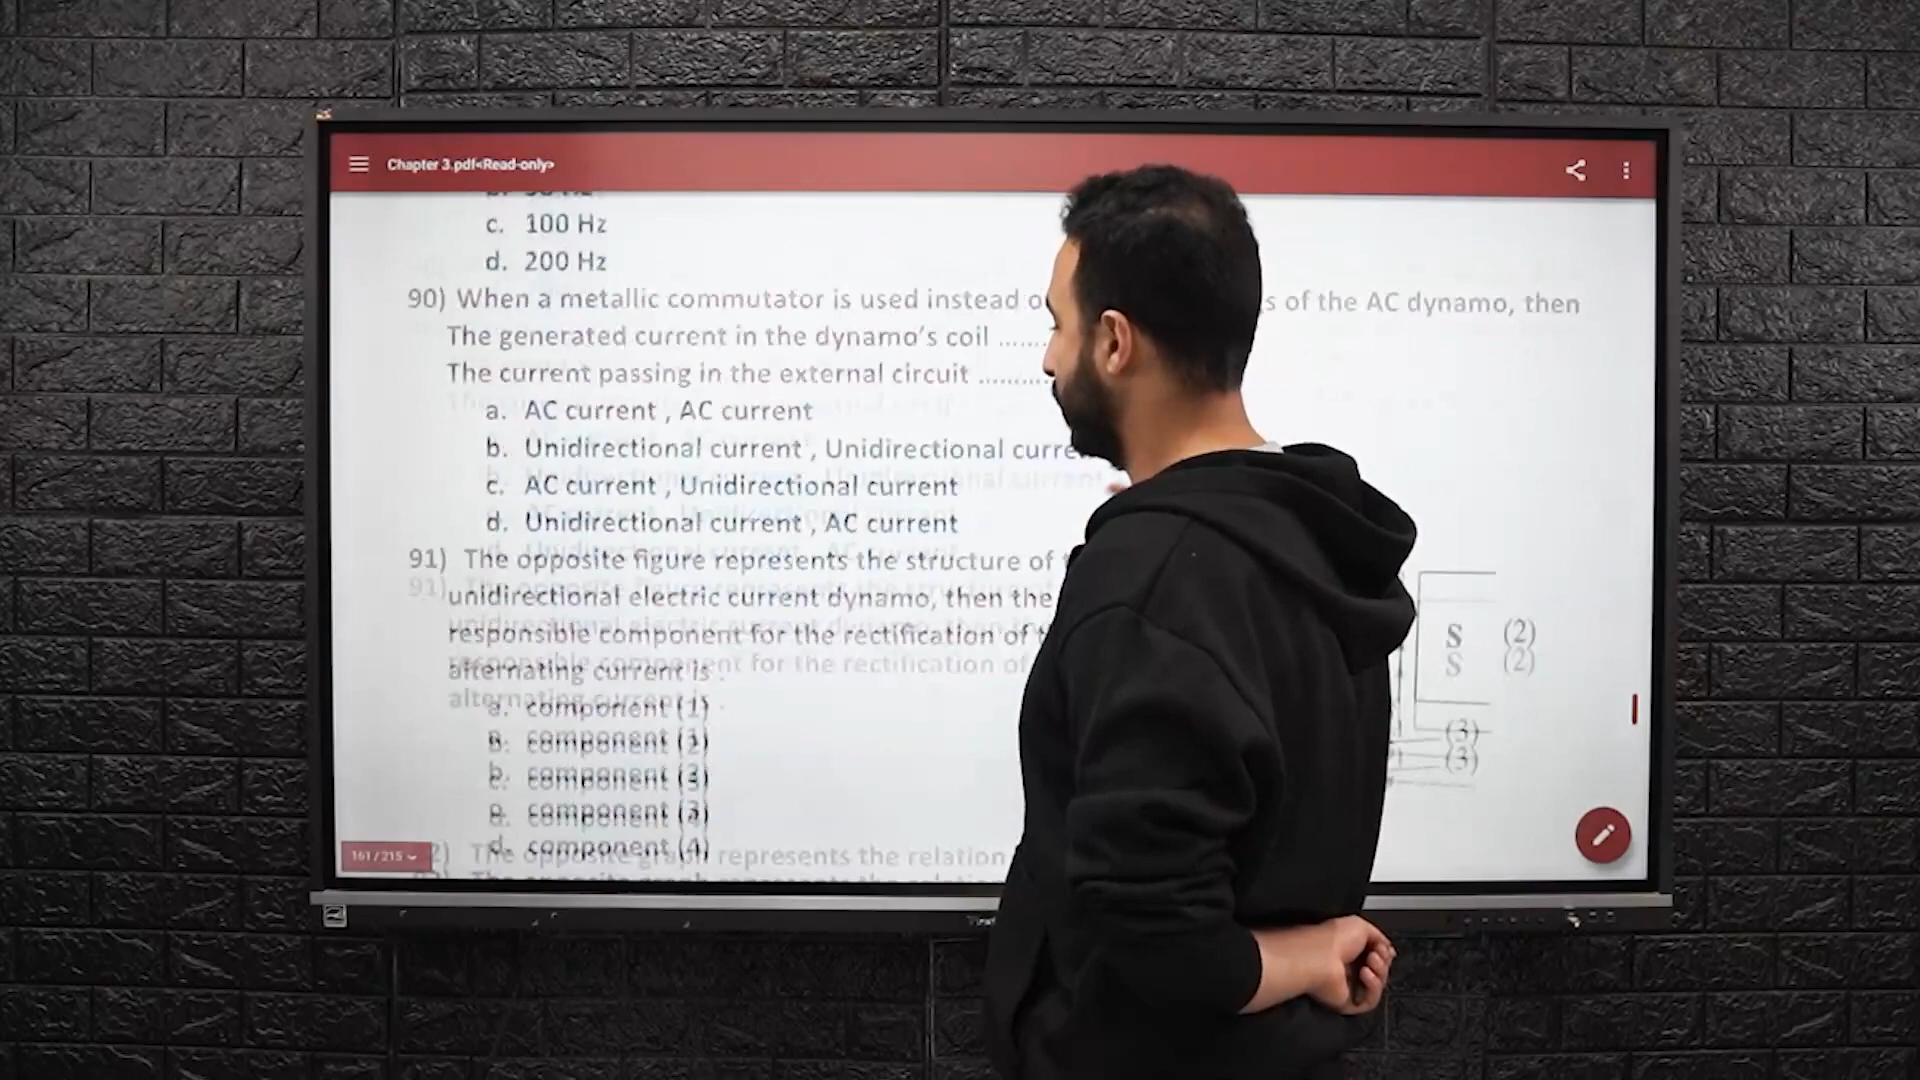 Chapter 3.pdf<Read-only>
c. 100 Hz
d. 200 Hz
90) When a metallic commutator is used instead s of the AC dynamo, then
The generated current in the dynamo's coil .......
The current passing in the external circuit ..........
a. AC current , AC current
b. Unidirectional current , Unidirectional curre
c. AC current , Unidirectional current
d. Unidirectional current , AC current
91) The opposite figure represents the structure of
unidirectional electric current dynamo, then the
responsible component for the rectification of
alternating current is .
a. component (1)
b. component (2)
c. component (3)
d. component (4)
S (2)
(3)
The opposite graph represents the relation
161 / 215